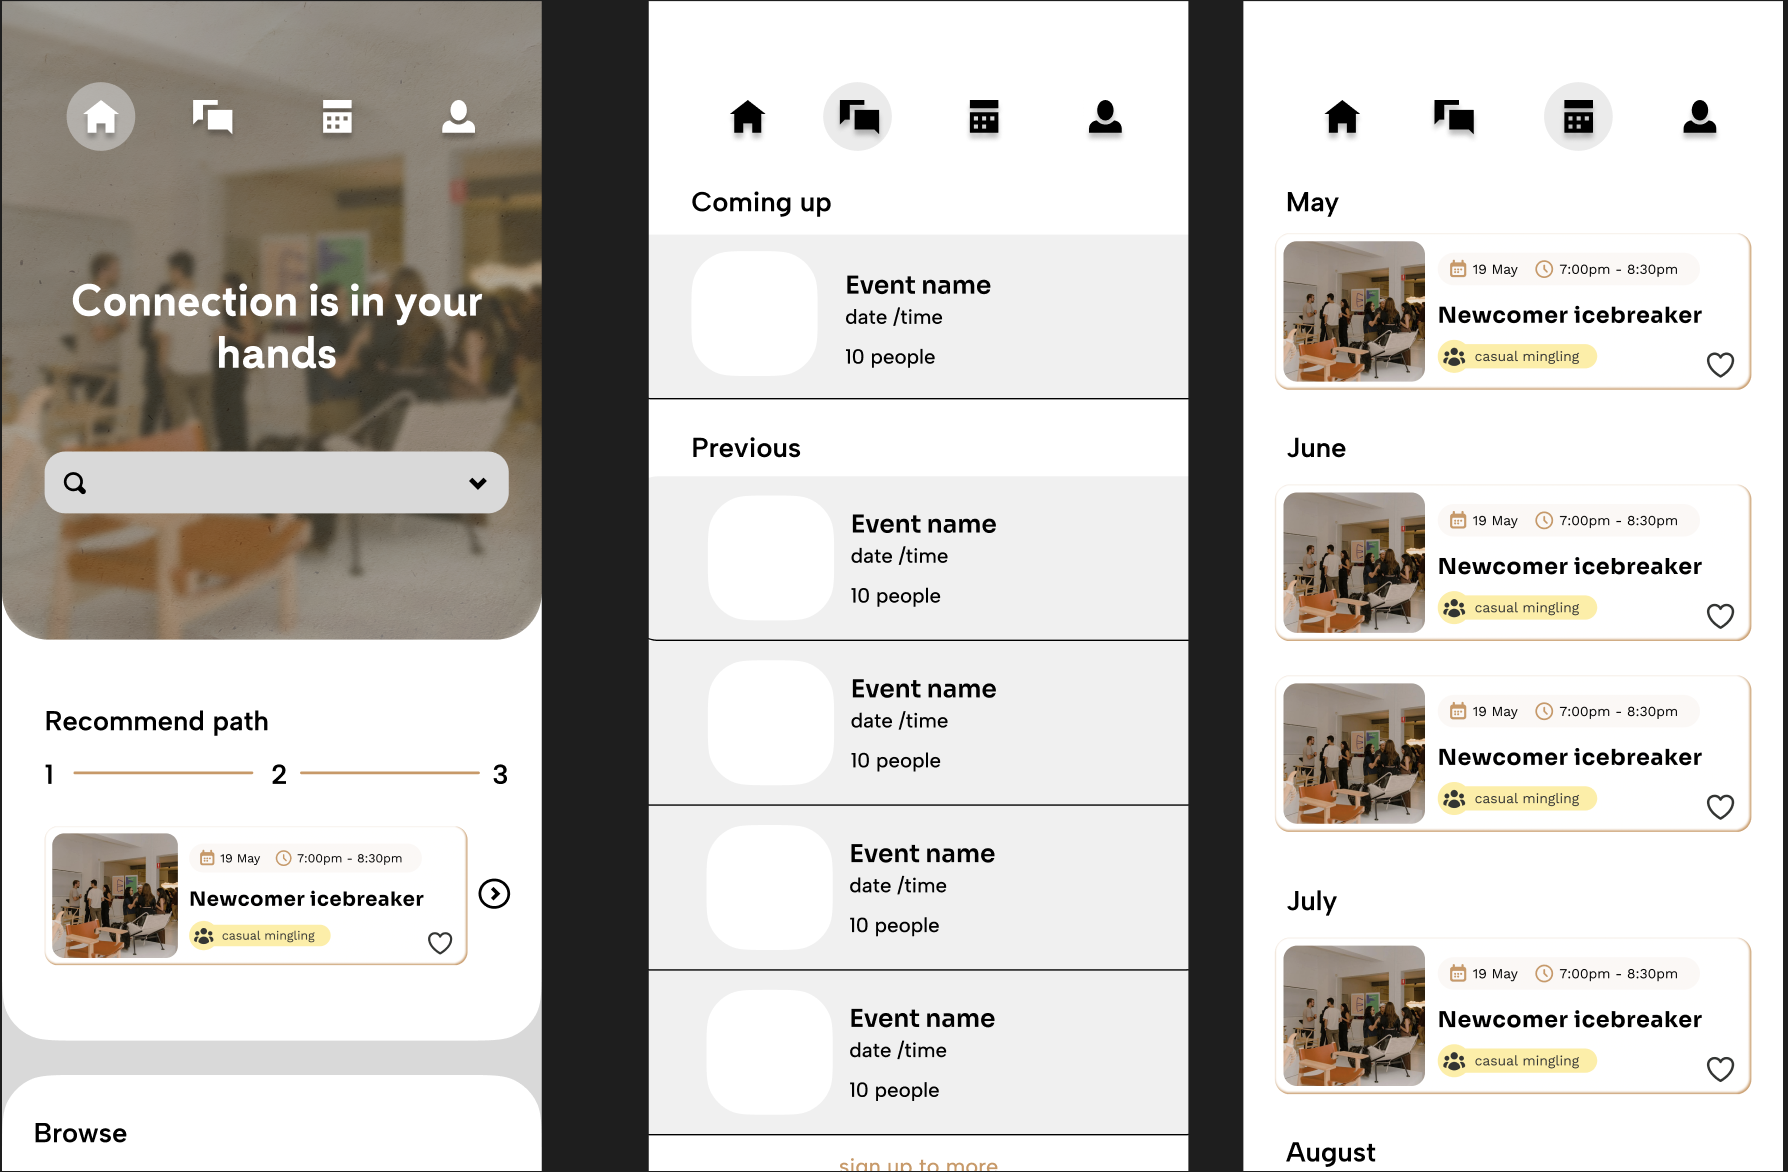 Connection is in your
hands
Recommend path
1 2 3
19 May 7:00pm - 8:30pm
Newcomer icebreaker
casual mingling
Browse
Coming up
Event name
date /time
10 people
Previous
Event name
date /time
10 people
Event name
date /time
10 people
Event name
date /time
10 people
Event name
date /time
10 people
sign up to more
May
19 May 7:00pm - 8:30pm
Newcomer icebreaker
casual mingling
June
19 May 7:00pm - 8:30pm
Newcomer icebreaker
casual mingling
19 May 7:00pm - 8:30pm
Newcomer icebreaker
casual mingling
July
19 May 7:00pm - 8:30pm
Newcomer icebreaker
casual mingling
August